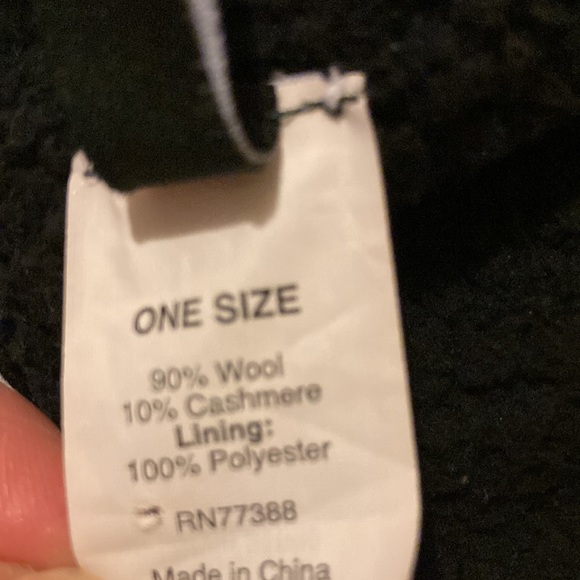 ONE SIZE
90% Wool
10% Cashmere
Lining:
100% Polyester
RN77388
Made in China